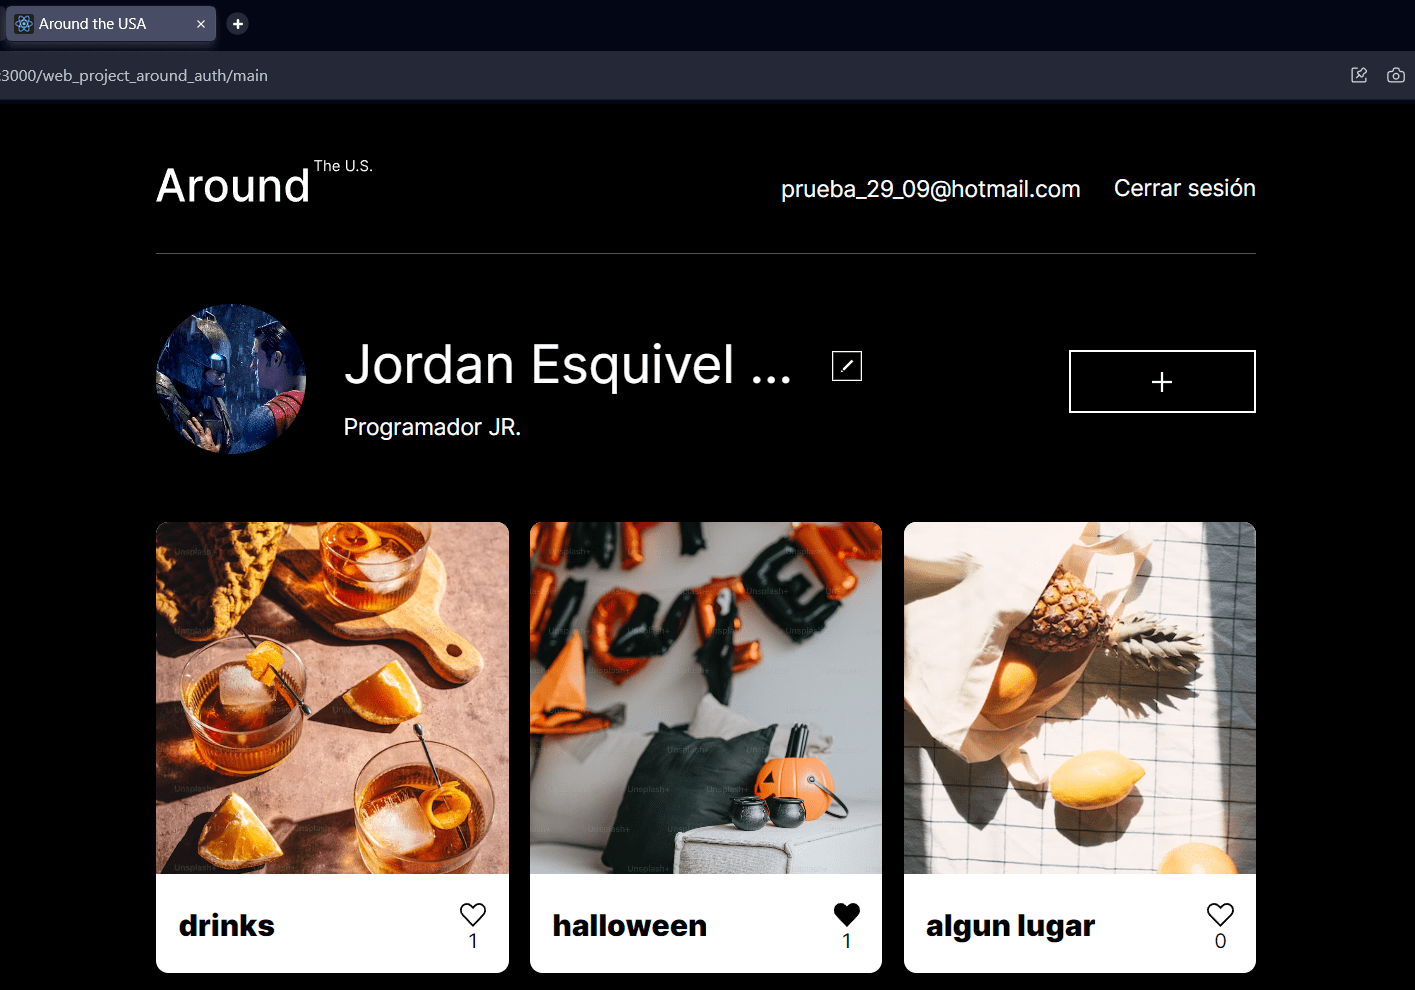 Around the USA
:3000/web_project_around_auth/main
Around The U.S.
prueba_29_09@hotmail.com Cerrar sesión
Jordan Esquivel ...
Programador JR.
Unsplash+
drinks
1
halloween
1
algun lugar
0